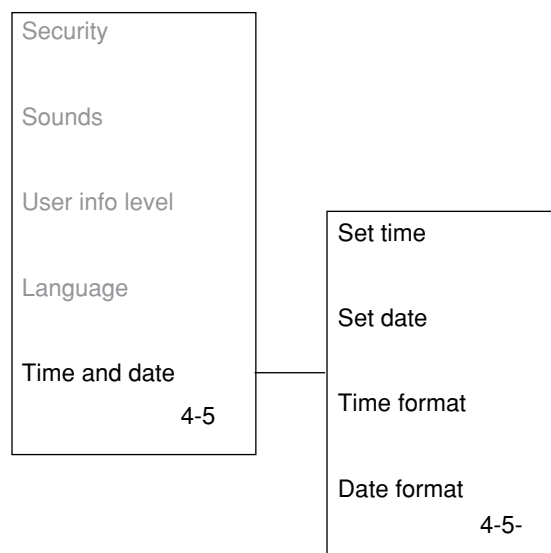 Security
Sounds
User info level
Language
Time and date
4-5
Set time
Set date
Time format
Date format
4-5-